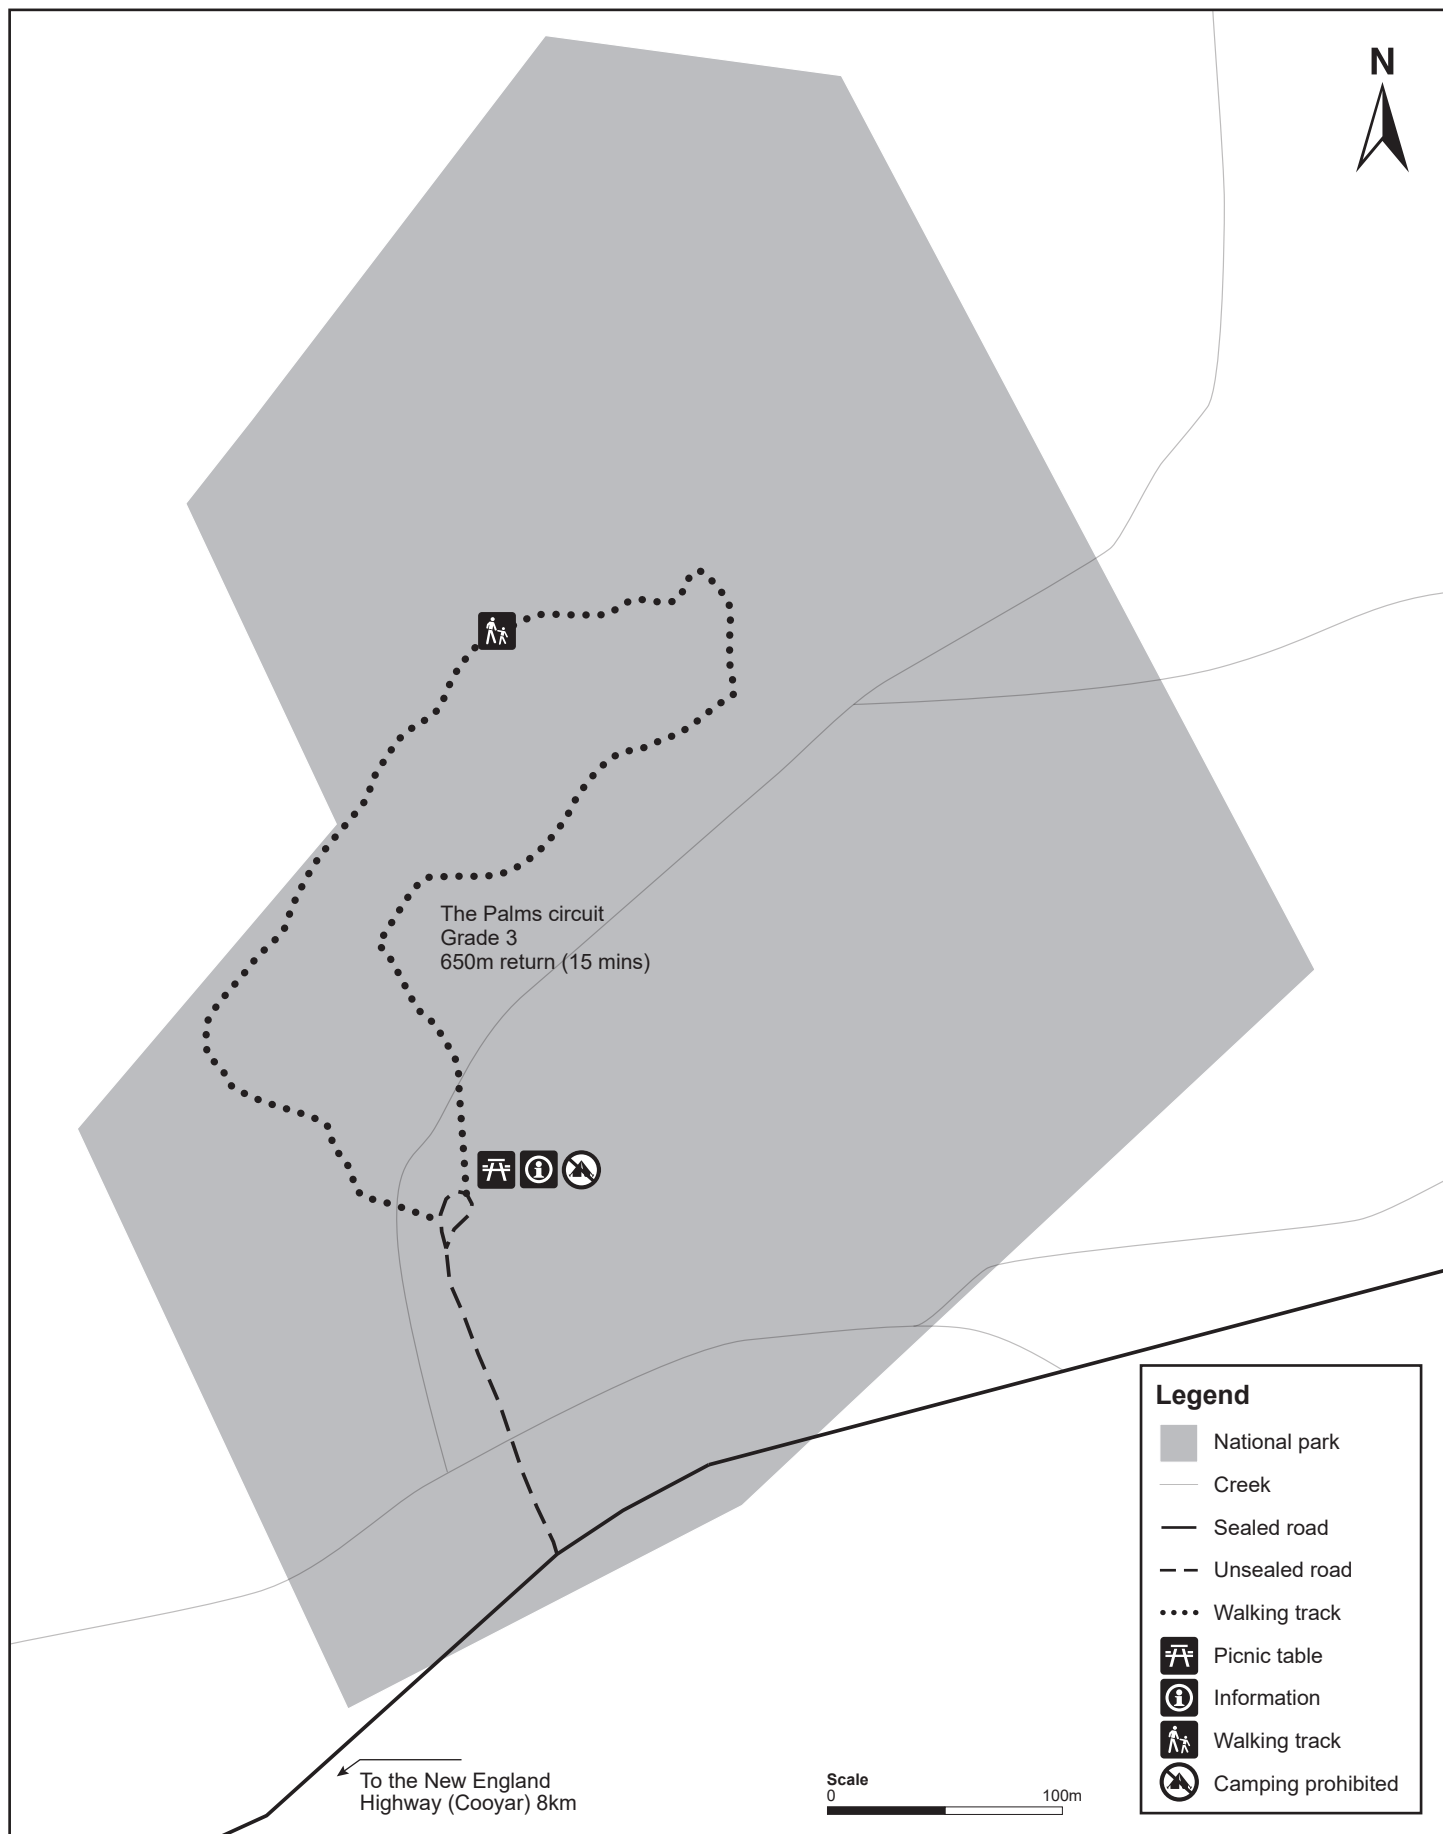 N
The Palms circuit
Grade 3
650m return (15 mins)
Legend
National park
Creek
Sealed road
Unsealed road
Walking track
Picnic table
Information
Walking track
Camping prohibited
To the New England
Highway (Cooyar) 8km
Scale
0 100m